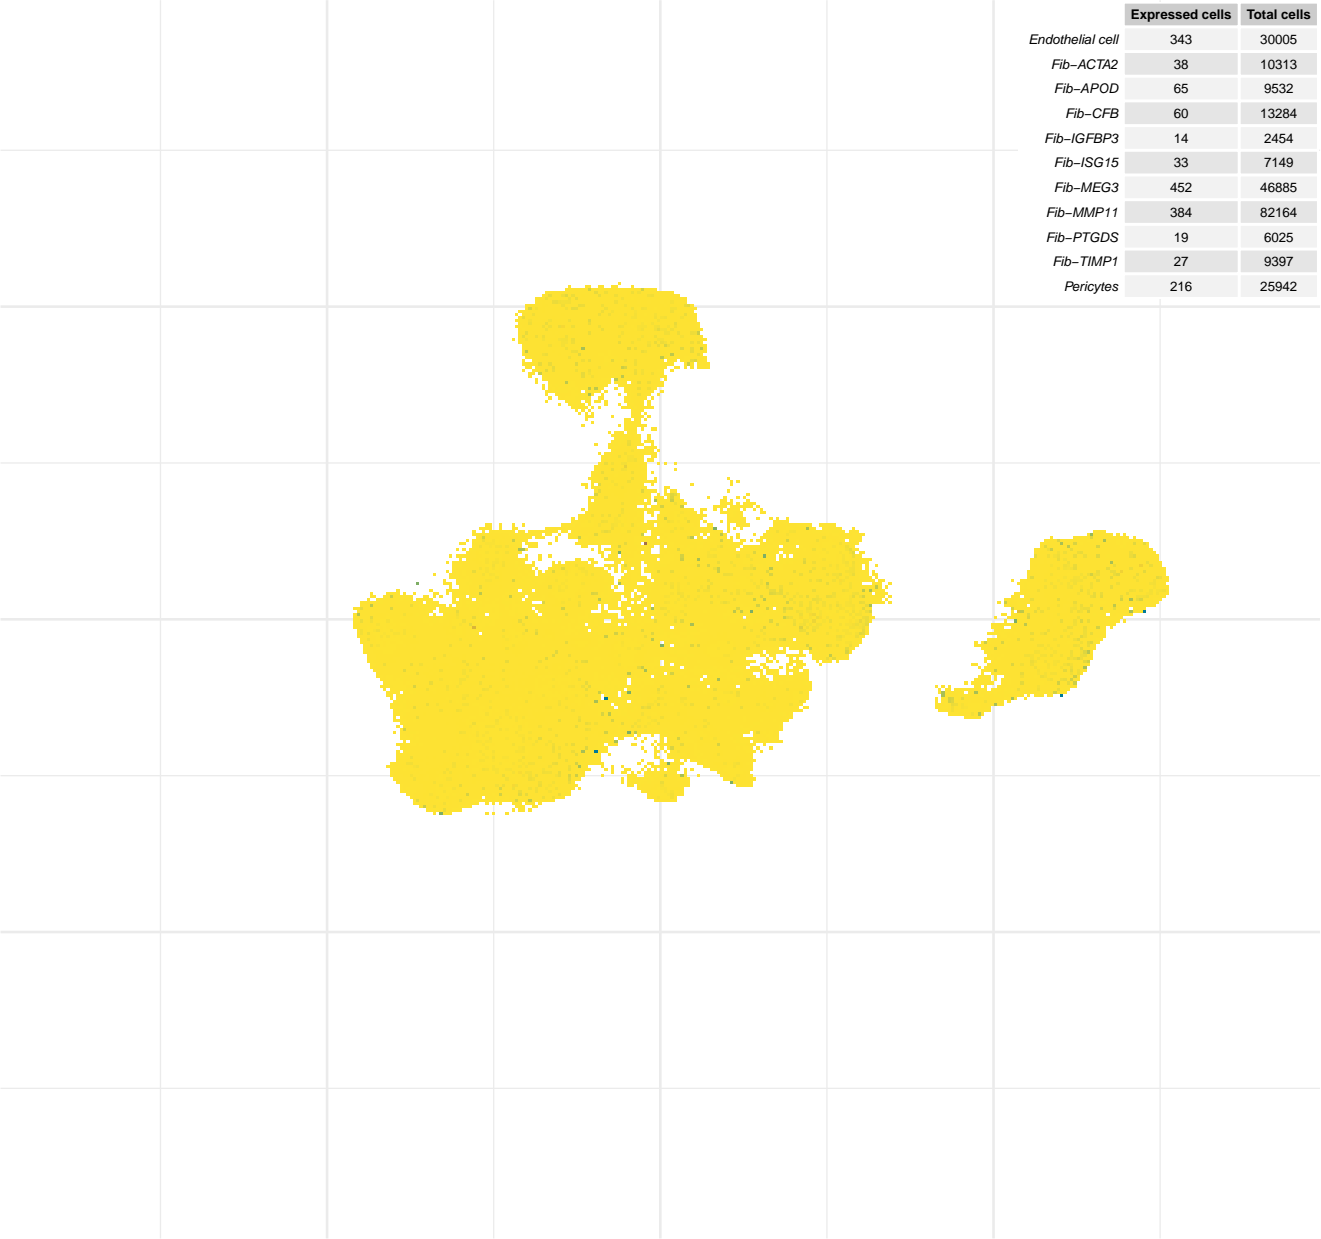 Expressed cells Total cells
Endothelial cell 343 30005
Fib−ACTA2 38 10313
Fib−APOD 65 9532
Fib−CFB 60 13284
Fib−IGFBP3 14 2454
Fib−ISG15 33 7149
Fib−MEG3 452 46885
Fib−MMP11 384 82164
Fib−PTGDS 19 6025
Fib−TIMP1 27 9397
Pericytes 216 25942